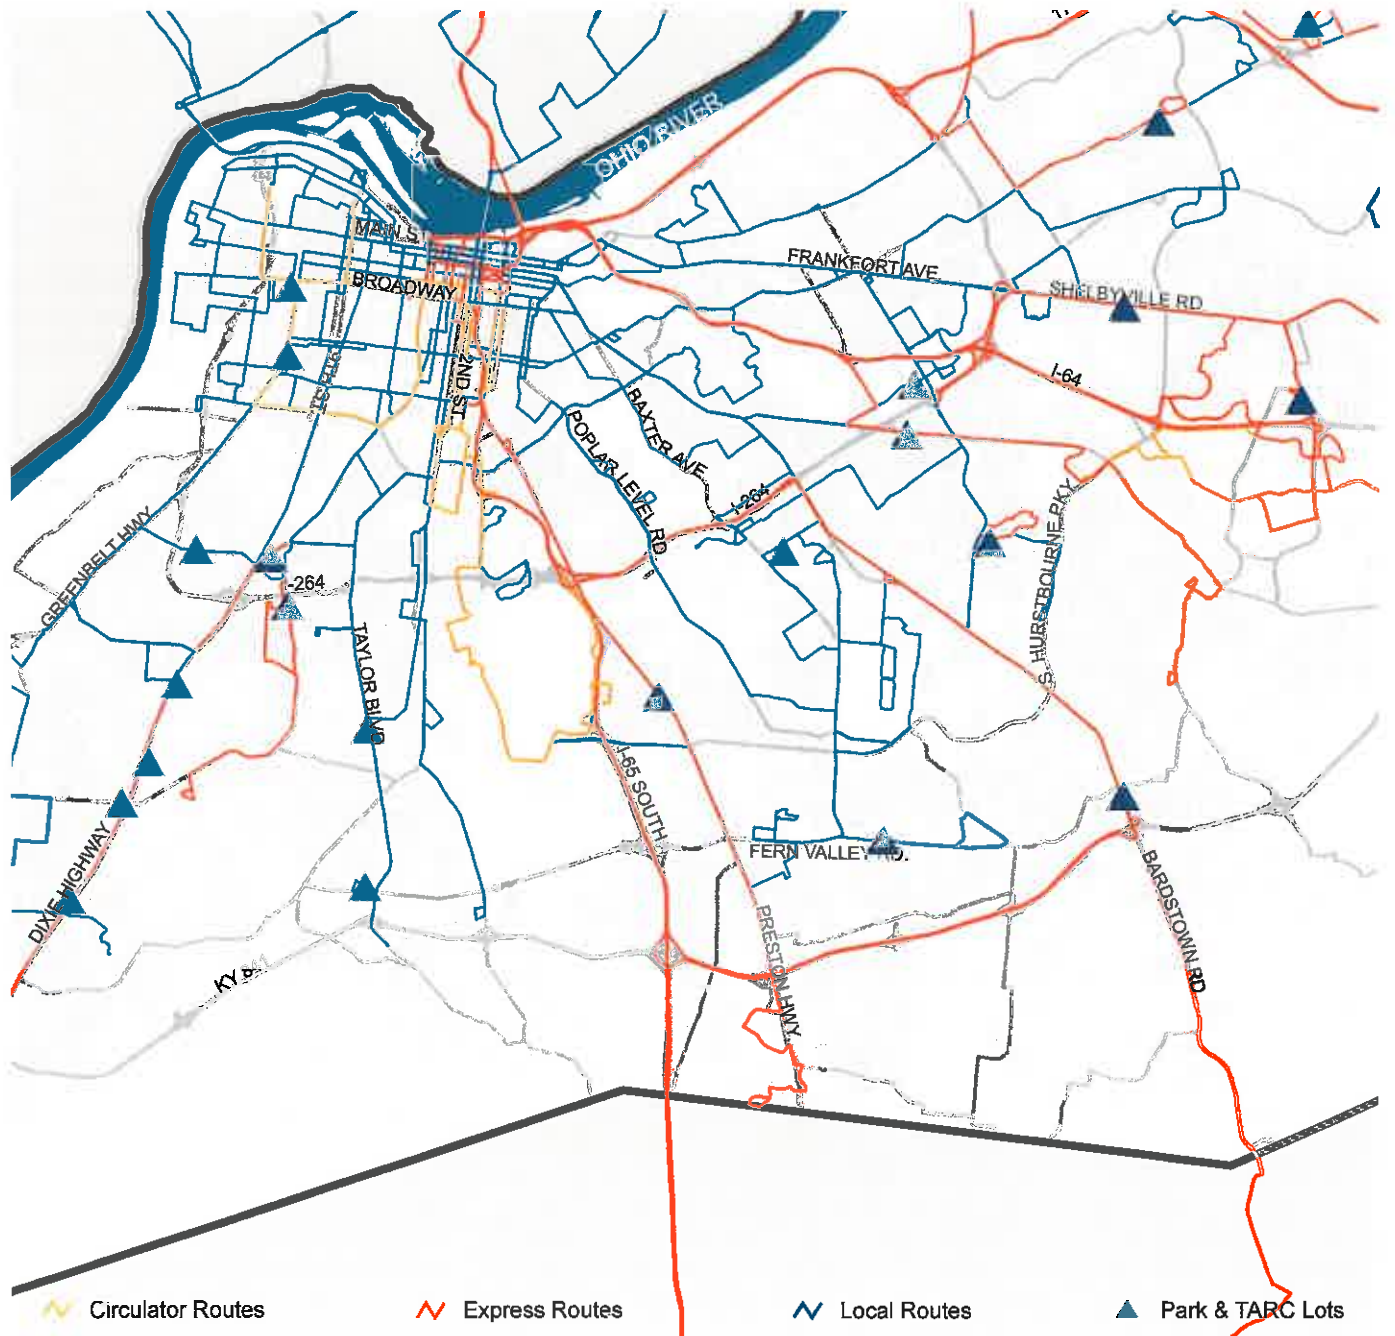 OHIO RIVER
MAIN ST
FRANKFORT AVE.
BROADWAY
SHELBYVILLE RD
2ND ST.
I-64
BAXTER AVE.
POPLAR LEVEL RD
I-264
GREENBELT HWY
S. HURSTBOURNE PKY
I-264
TAYLOR BLVD
I-65 SOUTH
FERN VALLEY RD.
DIXIE HIGHWAY
BARDSTOWN RD
PRESTON HWY.
KY
Circulator Routes
Express Routes
Local Routes
Park & TARC Lots